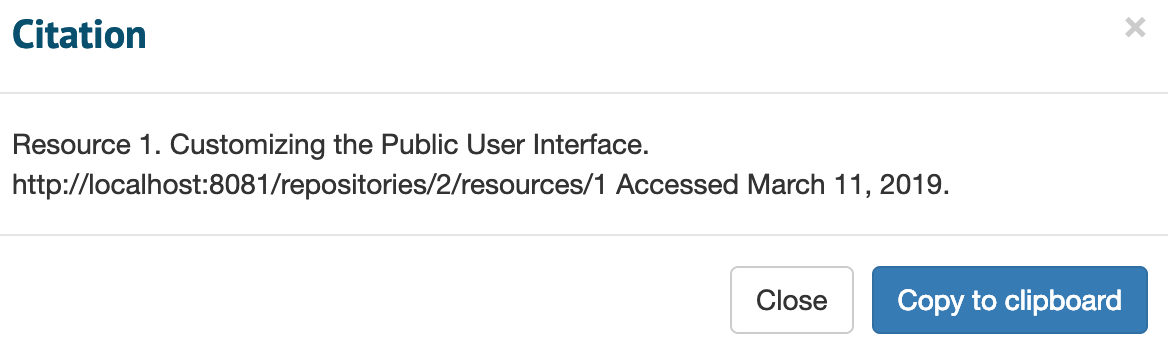 Citation
×
Resource 1. Customizing the Public User Interface.
http://localhost:8081/repositories/2/resources/1 Accessed March 11, 2019.
Close
Copy to clipboard